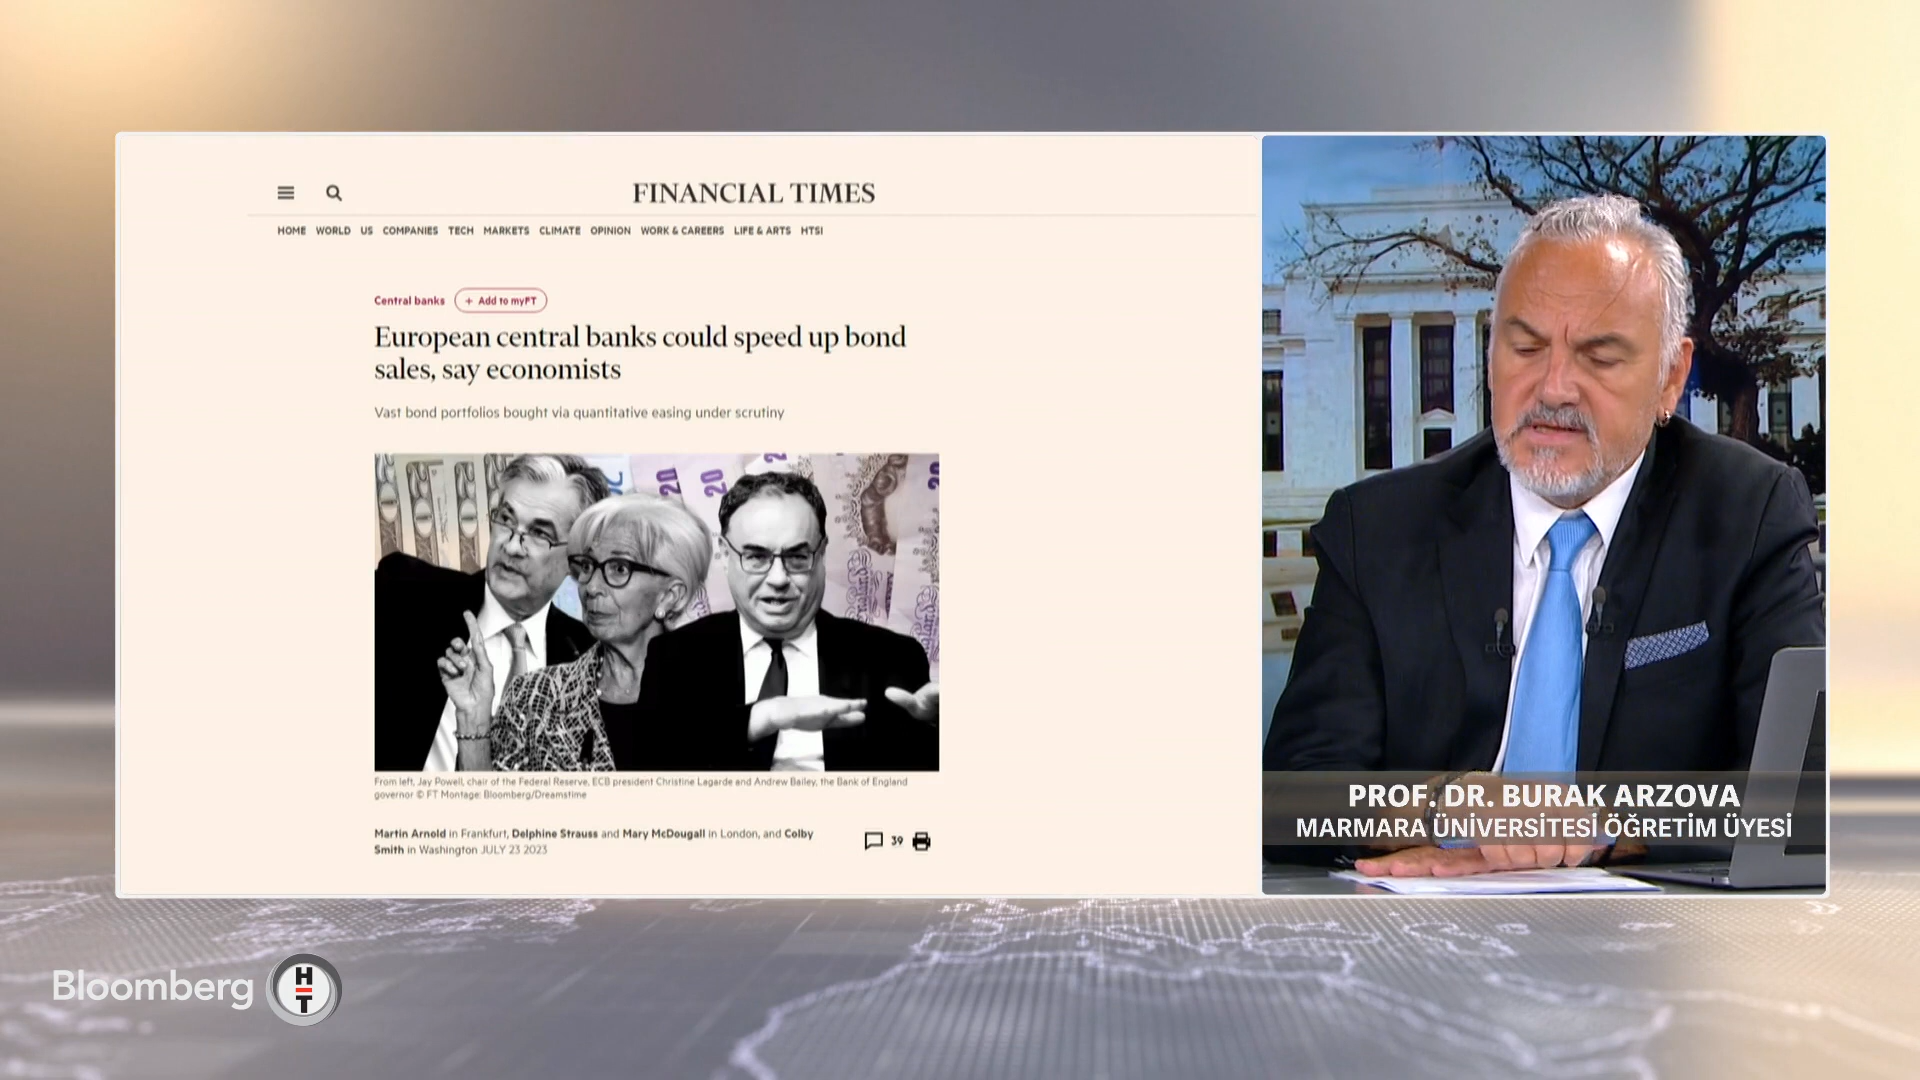 FINANCIAL TIMES
HOME WORLD US COMPANIES TECH MARKETS CLIMATE OPINION WORK & CAREERS LIFE & ARTS HTSI
Central banks + Add to myFT
European central banks could speed up bond
sales, say economists
Vast bond portfolios bought via quantitative easing under scrutiny
20
20
20
From left, Jay Powell, chair of the Federal Reserve, ECB president Christine Lagarde and Andrew Bailey, the Bank of England
governor © FT Montage: Bloomberg/Dreamstime
Martin Arnold in Frankfurt, Delphine Strauss and Mary McDougall in London, and Colby
Smith in Washington JULY 23 2023
39
PROF. DR. BURAK ARZOVA
MARMARA ÜNİVERSİTESİ ÖĞRETİM ÜYESİ
Bloomberg HT